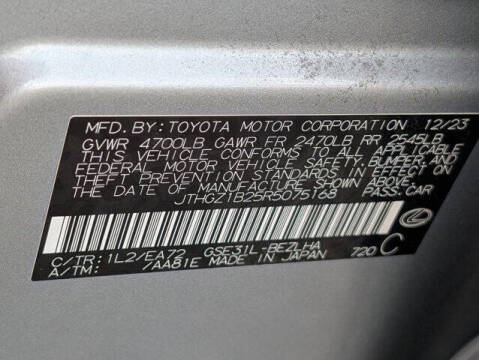 MFD. BY: TOYOTA MOTOR CORPORATION 12/23
GVWR 4700LB GAWR FR 2470LB RR 2645LB
THIS VEHICLE CONFORMS TO ALL APPLICABLE
FEDERAL MOTOR VEHICLE SAFETY, BUMPER, AND
THEFT PREVENTION STANDARDS IN EFFECT ON
THE DATE OF MANUFACTURE SHOWN ABOVE.
JTHGZ1B25R5075168 PASS.CAR
C/TR: 1L2/EA72 GSE31L-BEZLHA
A/TM: /AA81E MADE IN JAPAN 720 C